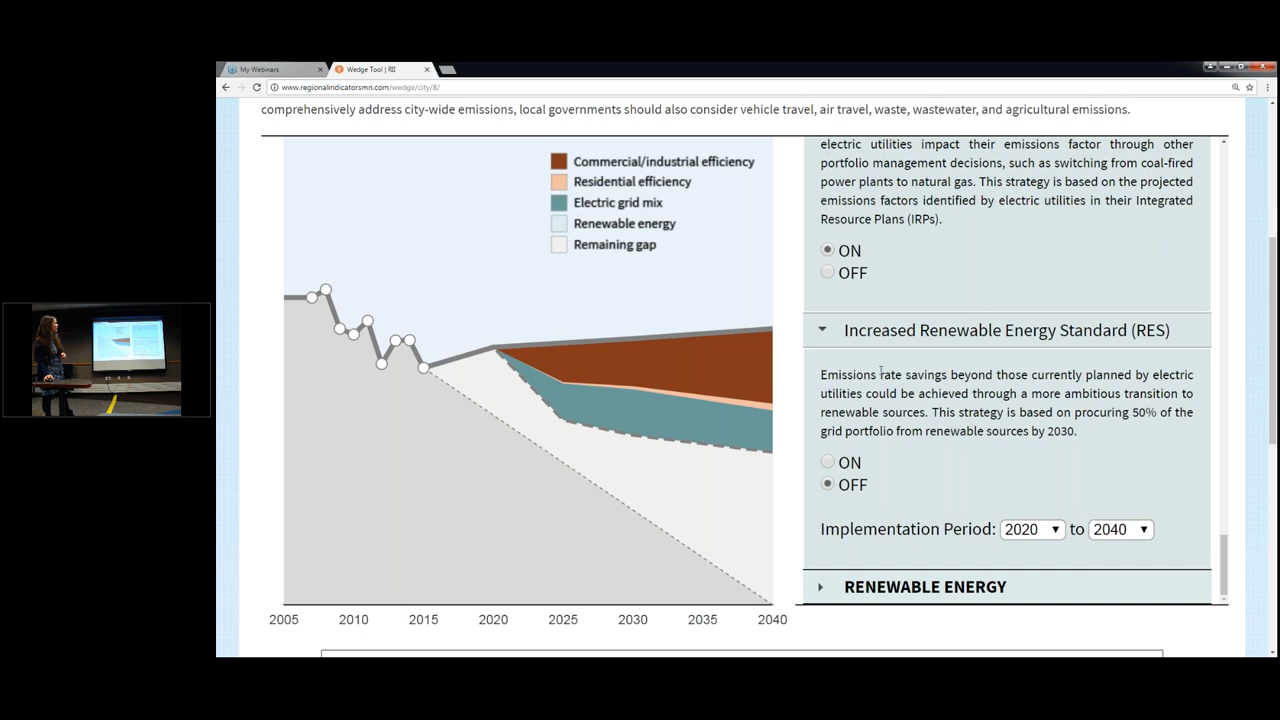 My Webinars
Wedge Tool | RII
www.regionalindicatorsmn.com/wedge/city/8/
comprehensively address city-wide emissions, local governments should also consider vehicle travel, air travel, waste, wastewater, and agricultural emissions.
Commercial/industrial efficiency
Residential efficiency
Electric grid mix
Renewable energy
Remaining gap
2005 2010 2015 2020 2025 2030 2035 2040
electric utilities impact their emissions factor through other
portfolio management decisions, such as switching from coal-fired
power plants to natural gas. This strategy is based on the projected
emissions factors identified by electric utilities in their Integrated
Resource Plans (IRPs).
ON
OFF
Increased Renewable Energy Standard (RES)
Emissions rate savings beyond those currently planned by electric
utilities could be achieved through a more ambitious transition to
renewable sources. This strategy is based on procuring 50% of the
grid portfolio from renewable sources by 2030.
ON
OFF
Implementation Period: 2020 to 2040
RENEWABLE ENERGY